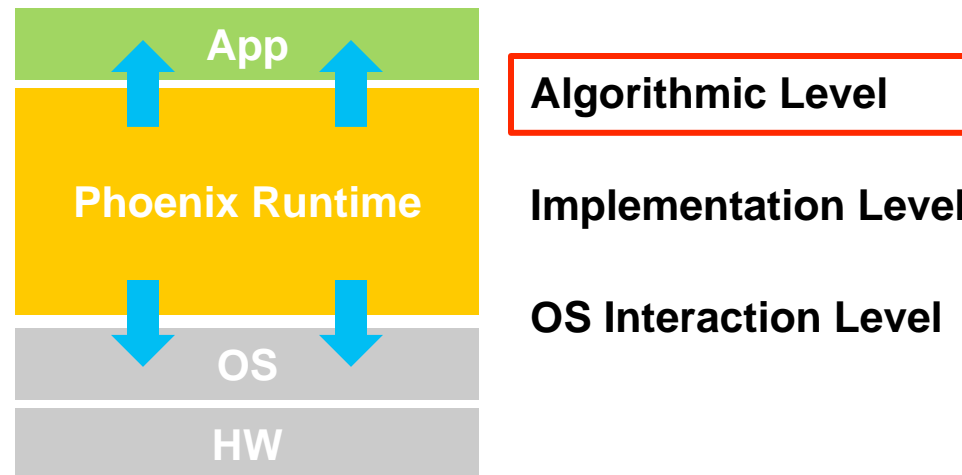 App
Phoenix Runtime
OS
HW
Algorithmic Level
Implementation Level
OS Interaction Level